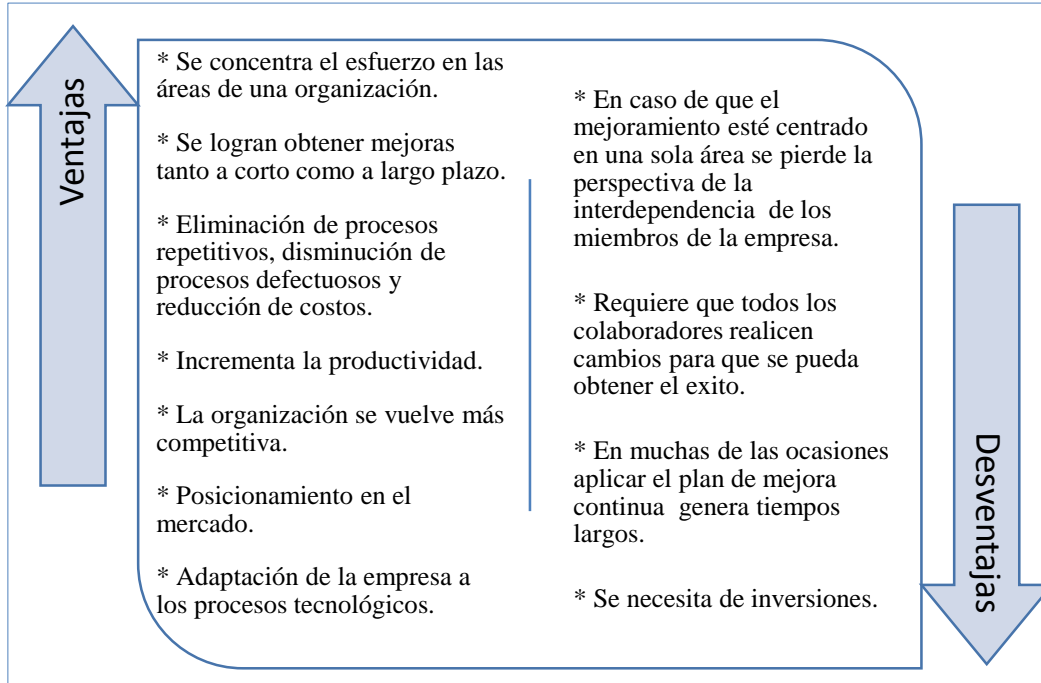 Ventajas
* Se concentra el esfuerzo en las
áreas de una organización.
* Se logran obtener mejoras
tanto a corto como a largo plazo.
* Eliminación de procesos
repetitivos, disminución de
procesos defectuosos y
reducción de costos.
* Incrementa la productividad.
* La organización se vuelve más
competitiva.
* Posicionamiento en el
mercado.
* Adaptación de la empresa a
los procesos tecnológicos.
* En caso de que el
mejoramiento esté centrado
en una sola área se pierde la
perspectiva de la
interdependencia  de los
miembros de la empresa.
* Requiere que todos los
colaboradores realicen
cambios para que se pueda
obtener el exito.
* En muchas de las ocasiones
aplicar el plan de mejora
continua  genera tiempos
largos.
* Se necesita de inversiones.
Desventajas